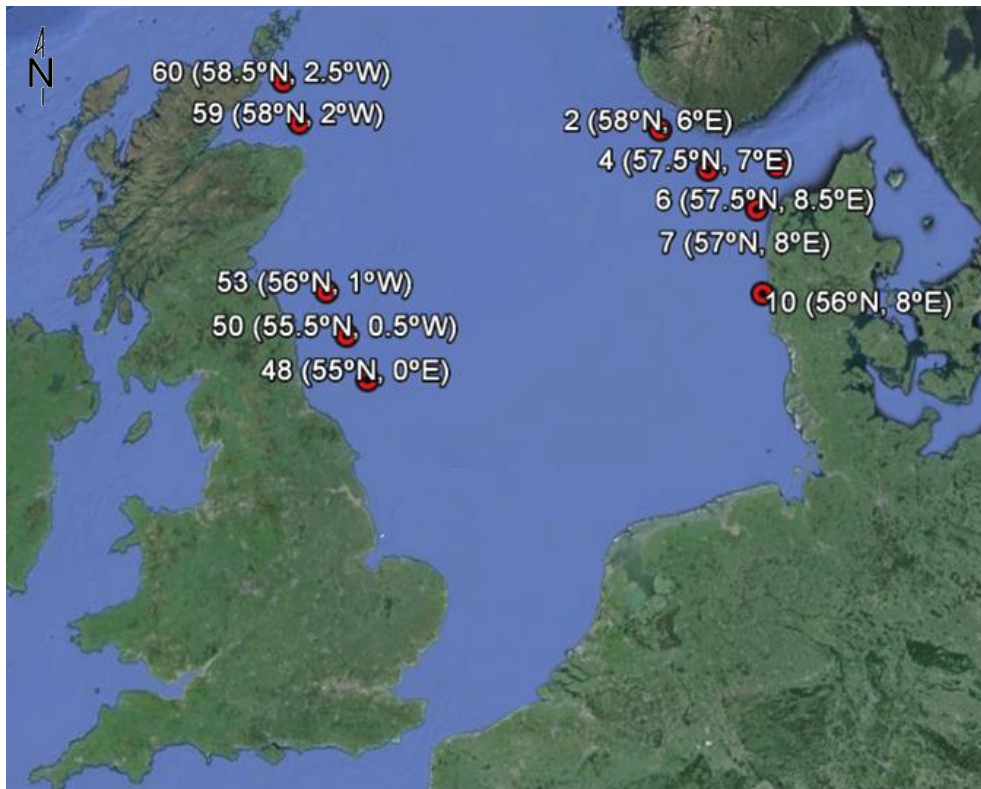 N
60 (58.5ºN, 2.5ºW)
59 (58ºN, 2ºW)
2 (58ºN, 6ºE)
4 (57.5ºN, 7ºE)
6 (57.5ºN, 8.5ºE)
7 (57ºN, 8ºE)
53 (56ºN, 1ºW)
10 (56ºN, 8ºE)
50 (55.5ºN, 0.5ºW)
48 (55ºN, 0ºE)